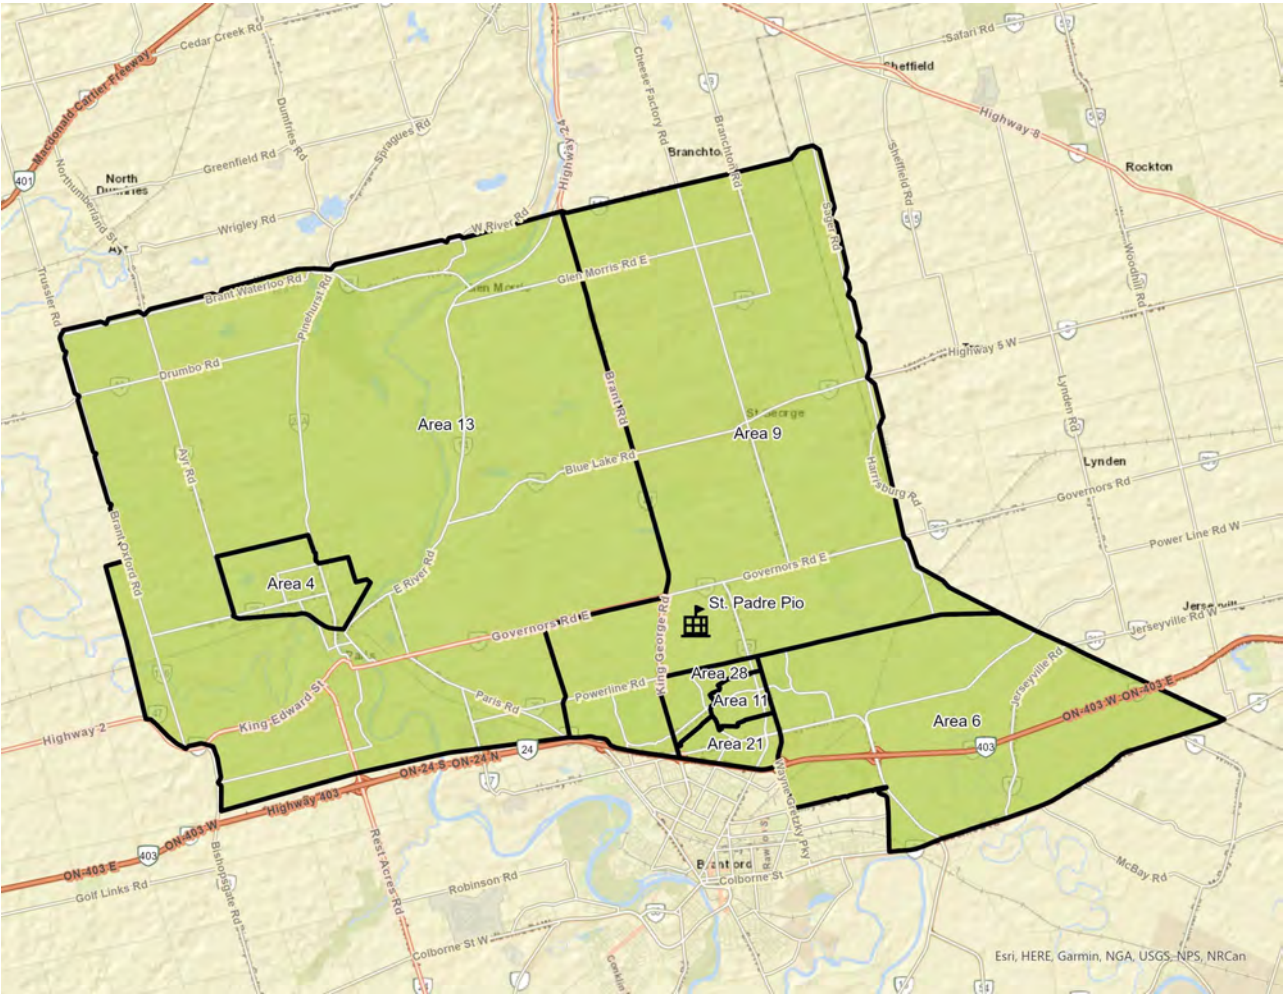 Cedar Creek Rd
Safari Rd
Sheffield
Macdonald Cartier Freeway
Cheese Factory Rd
Highway 24
Highway 8
Dumfries Rd
Spragues Rd
Branchton Rd
Greenfield Rd
Branchto
Rockton
401
North
Dumfries
Northumberland St
Sheffield Rd
Wrigley Rd
W River Rd
Sager Rd
Woodhill Rd
Trussler Rd
Glen Morris Rd E
Brant Waterloo Rd
Pinehurst Rd
Highway 5 W
Drumbo Rd
Brant Rd
Lynden Rd
Area 13
St George
Area 9
Ayr Rd
Blue Lake Rd
Lynden
Harrisburg Rd
Governors Rd
Brant Oxford Rd
Power Line Rd W
Area 4
E River Rd
Governors Rd E
St. Padre Pio
Jerseyville Rd W
Governors Rd E
King George Rd
Area 28
Jerseyville Rd
Powerline Rd
Paris Rd
King Edward St
Area 11
ON-403 W ON-403 E
Area 6
Highway 2
Area 21
24
403
ON-24 S ON-24 N
Wayne Gretzky Pky
Highway 403
ON-403 W
Rest Acres Rd
Bishopsgate Rd
403
ON-403 E
Brantford
McBay Rd
Golf Links Rd
Robinson Rd
Colborne St
Colborne St W
Esri, HERE, Garmin, NGA, USGS, NPS, NRCan